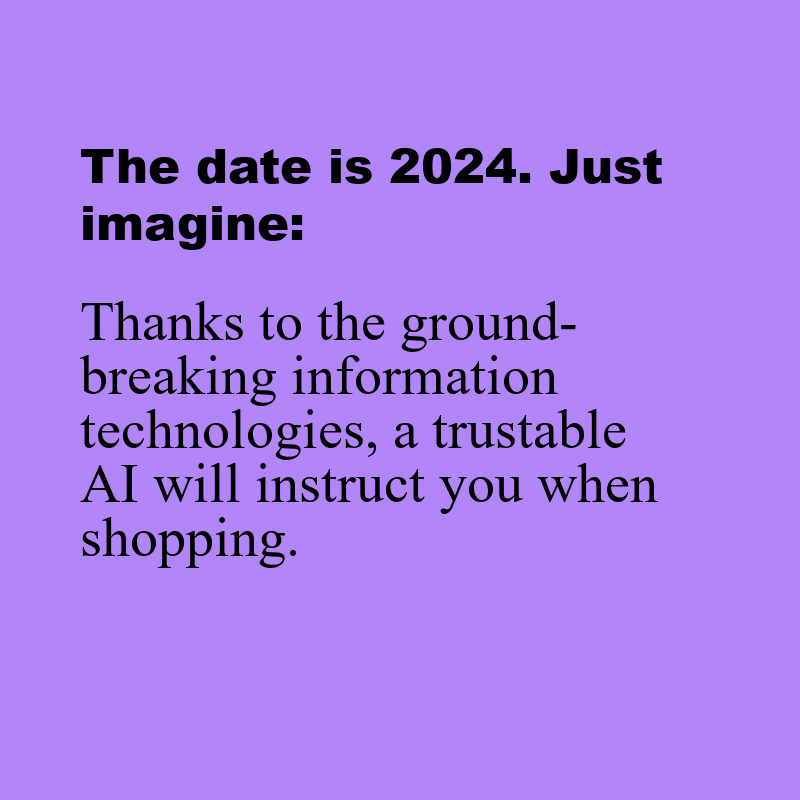 The date is 2024. Just
imagine:
Thanks to the ground-
breaking information
technologies, a trustable
AI will instruct you when
shopping.